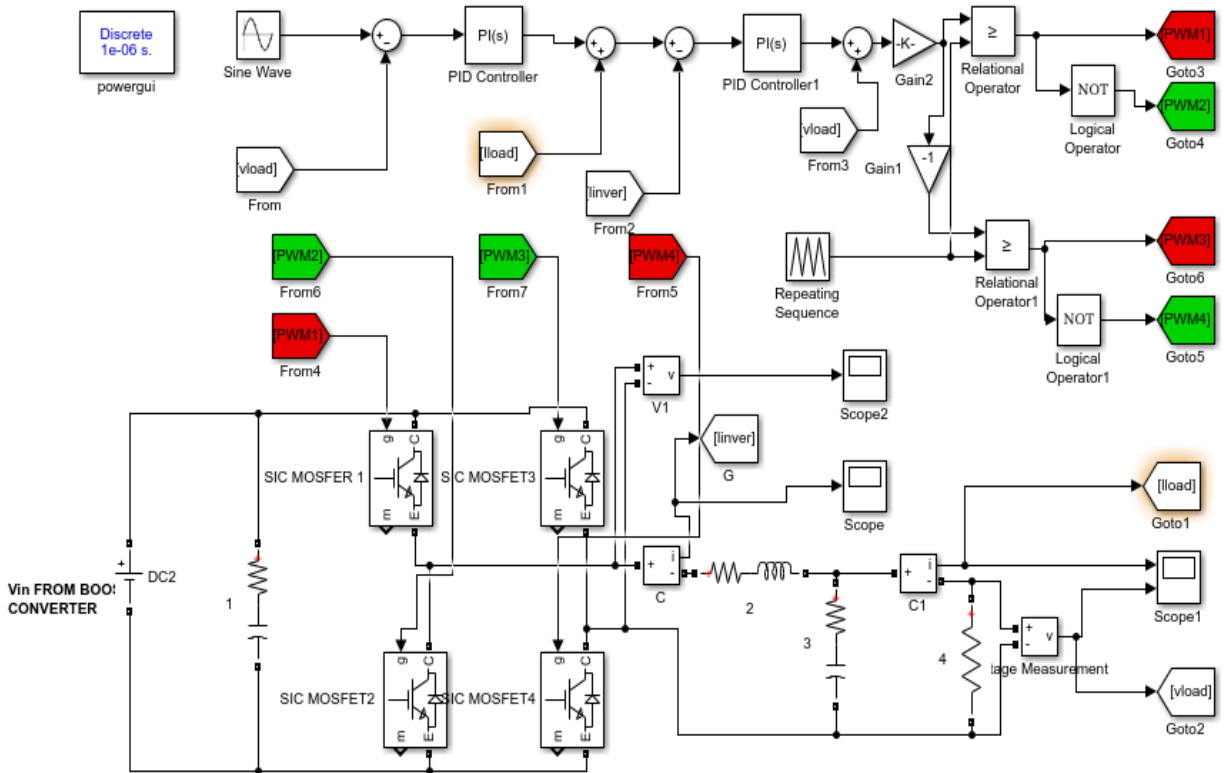 Discrete
1e-06 s.
powergui
Sine Wave
PI(s)
PID Controller
PI(s)
PID Controller1
-K-
Gain2
≥
Relational
Operator
[PWM1]
Goto3
NOT
Logical
Operator
[PWM2]
Goto4
[vload]
From
[Iload]
From1
[Iinver]
From2
[vload]
From3
-1
Gain1
[PWM2]
From6
[PWM3]
From7
[PWM4]
From5
Repeating
Sequence
≥
Relational
Operator1
[PWM3]
Goto6
NOT
Logical
Operator1
[PWM4]
Goto5
[PWM1]
From4
+
-
v
V1
Scope2
[Iinver]
G
Scope
g
C
m
E
SIC MOSFER 1
g
C
m
E
SIC MOSFET3
[Iload]
Goto1
Vin FROM BOOS
CONVERTER
+
DC2
1
+
i
-
C
2
3
+
i
-
C1
4
+
-
v
tage Measurement
Scope1
[vload]
Goto2
g
C
m
E
SIC MOSFET2
g
C
m
E
SIC MOSFET4